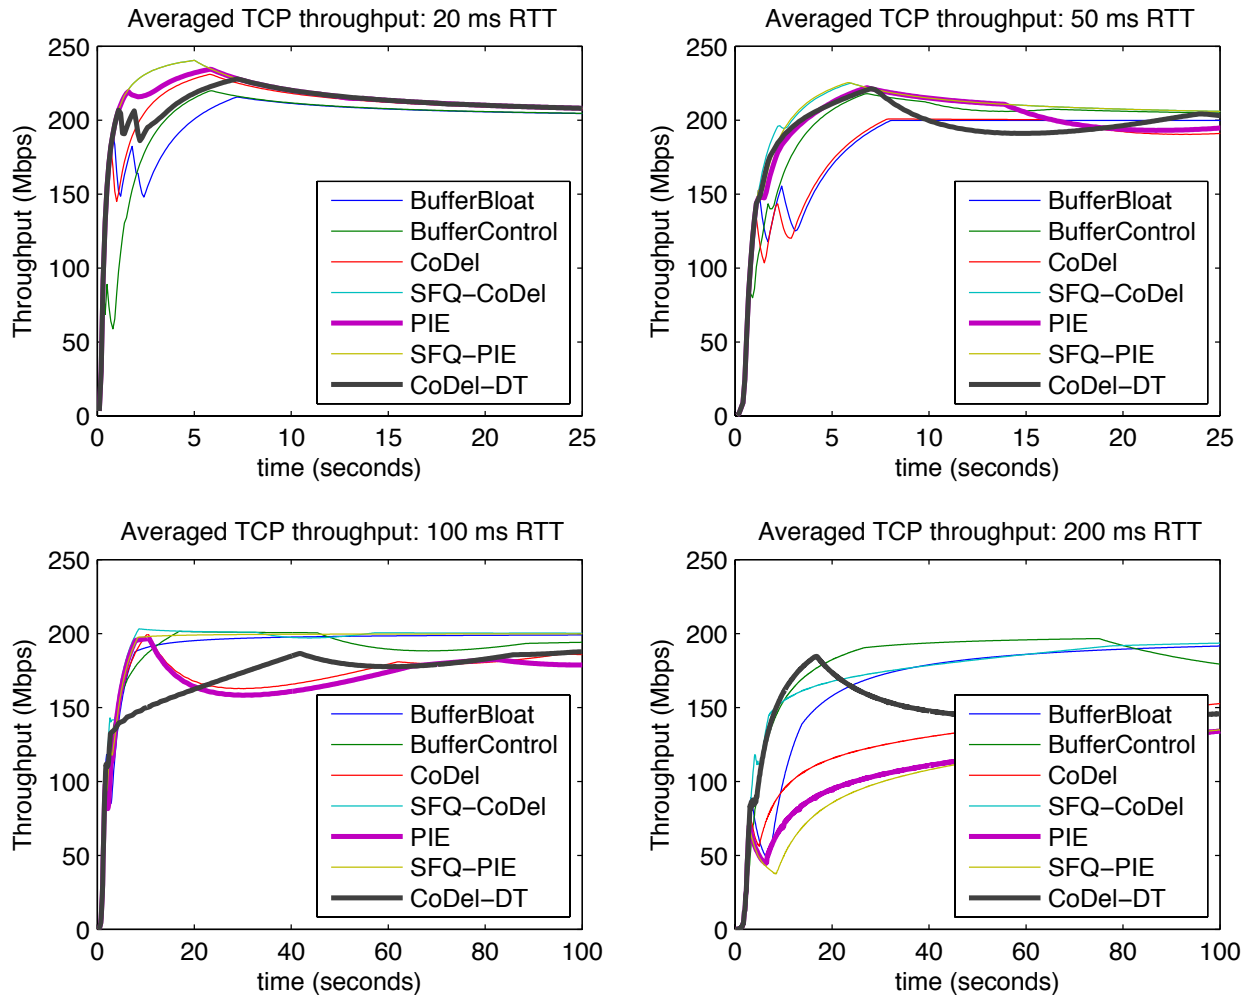 Averaged TCP throughput: 20 ms RTT
Throughput (Mbps)
250
200
150
100
50
0
BufferBloat
BufferControl
CoDel
SFQ−CoDel
PIE
SFQ−PIE
CoDel−DT
0 5 10 15 20 25
time (seconds)
Averaged TCP throughput: 50 ms RTT
Throughput (Mbps)
250
200
150
100
50
0
BufferBloat
BufferControl
CoDel
SFQ−CoDel
PIE
SFQ−PIE
CoDel−DT
0 5 10 15 20 25
time (seconds)
Averaged TCP throughput: 100 ms RTT
Throughput (Mbps)
250
200
150
100
50
0
BufferBloat
BufferControl
CoDel
SFQ−CoDel
PIE
SFQ−PIE
CoDel−DT
0 20 40 60 80 100
time (seconds)
Averaged TCP throughput: 200 ms RTT
Throughput (Mbps)
250
200
150
100
50
0
BufferBloat
BufferControl
CoDel
SFQ−CoDel
PIE
SFQ−PIE
CoDel−DT
0 20 40 60 80 100
time (seconds)